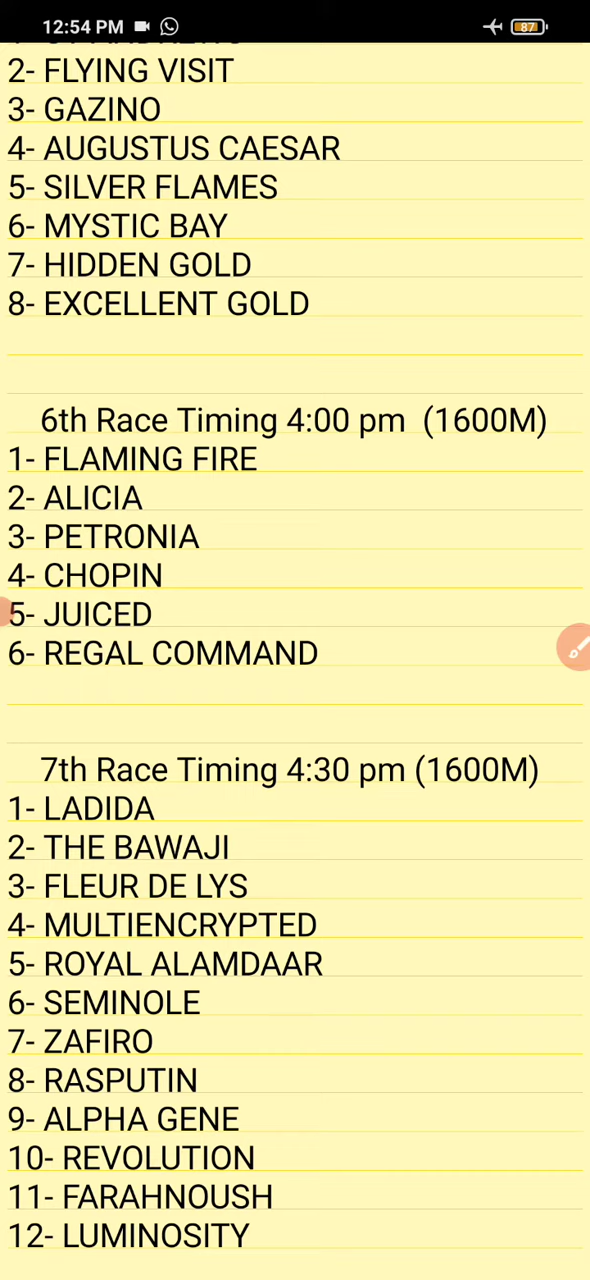 12:54 PM
87
2- FLYING VISIT
3- GAZINO
4- AUGUSTUS CAESAR
5- SILVER FLAMES
6- MYSTIC BAY
7- HIDDEN GOLD
8- EXCELLENT GOLD
6th Race Timing 4:00 pm (1600M)
1- FLAMING FIRE
2- ALICIA
3- PETRONIA
4- CHOPIN
5- JUICED
6- REGAL COMMAND
7th Race Timing 4:30 pm (1600M)
1- LADIDA
2- THE BAWAJI
3- FLEUR DE LYS
4- MULTIENCRYPTED
5- ROYAL ALAMDAAR
6- SEMINOLE
7- ZAFIRO
8- RASPUTIN
9- ALPHA GENE
10- REVOLUTION
11- FARAHNOUSH
12- LUMINOSITY